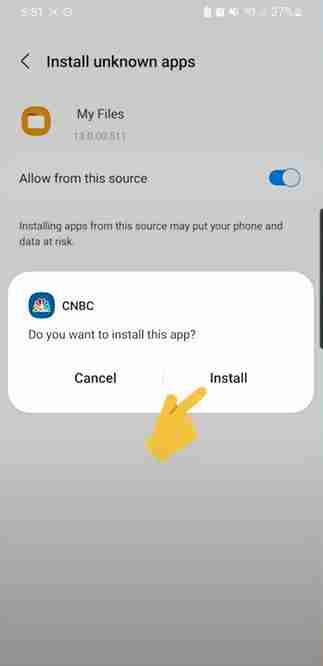 5:51
37%
Install unknown apps
My Files
13.0.00.511
Allow from this source
Installing apps from this source may put your phone and
data at risk.
CNBC
Do you want to install this app?
Cancel
Install